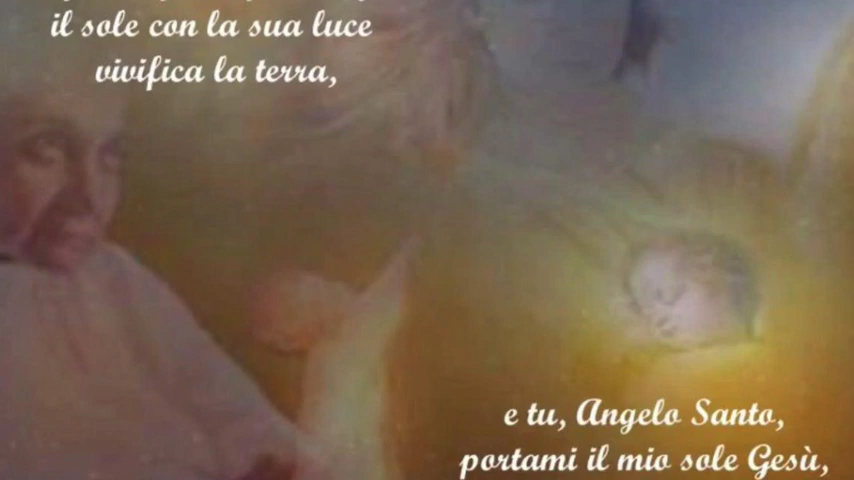 il sole con la sua luce
vivifica la terra,
e tu, Angelo Santo,
portami il mio sole Gesù,